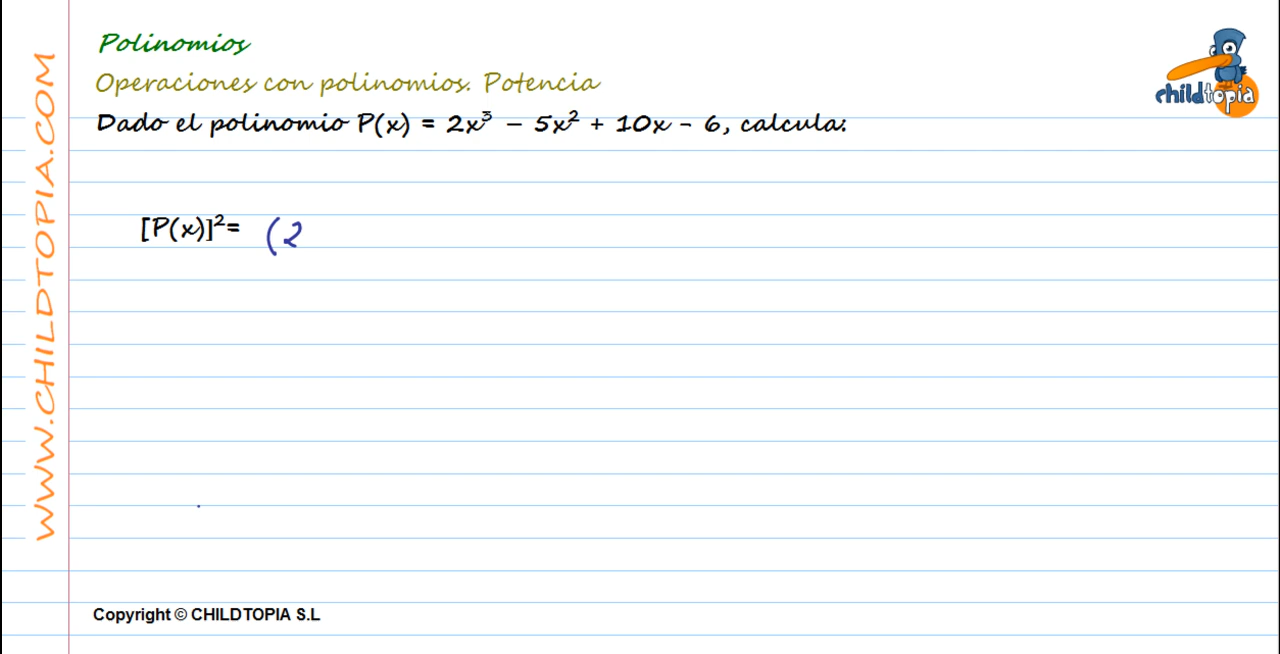 WWW.CHILDTOPIA.COM
Polinomios
childtopia
Operaciones con polinomios. Potencia
Dado el polinomio P(x) = 2x³ − 5x² + 10x - 6, calcula:
[P(x)]²= (2
Copyright © CHILDTOPIA S.L